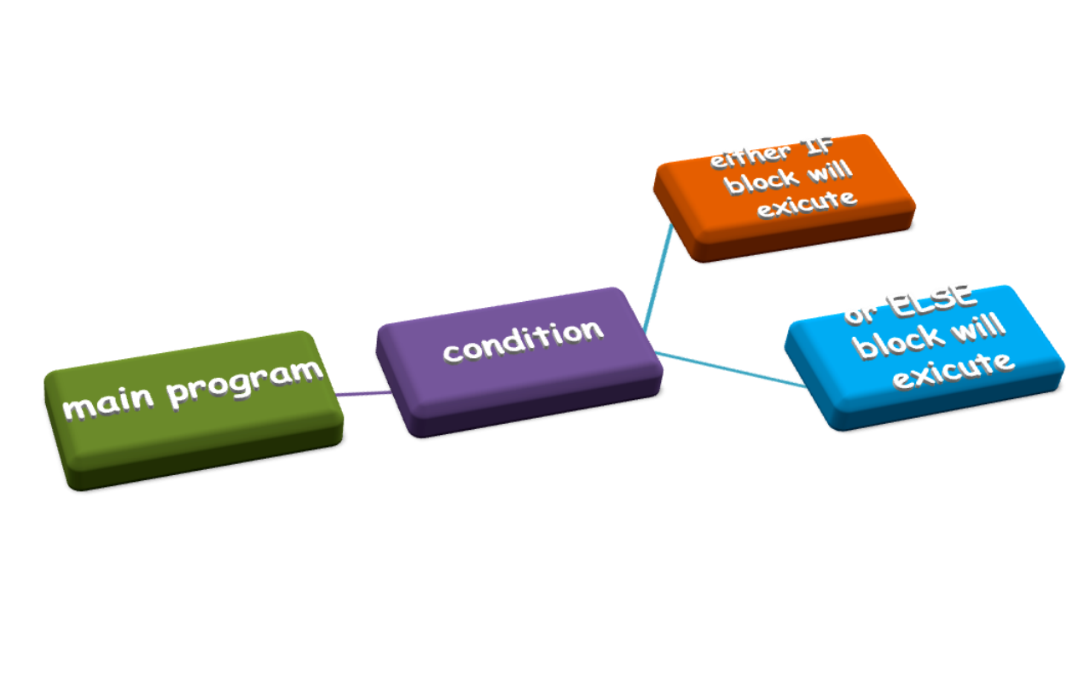 main program
condition
either IF
block will
exicute
or ELSE
block will
exicute